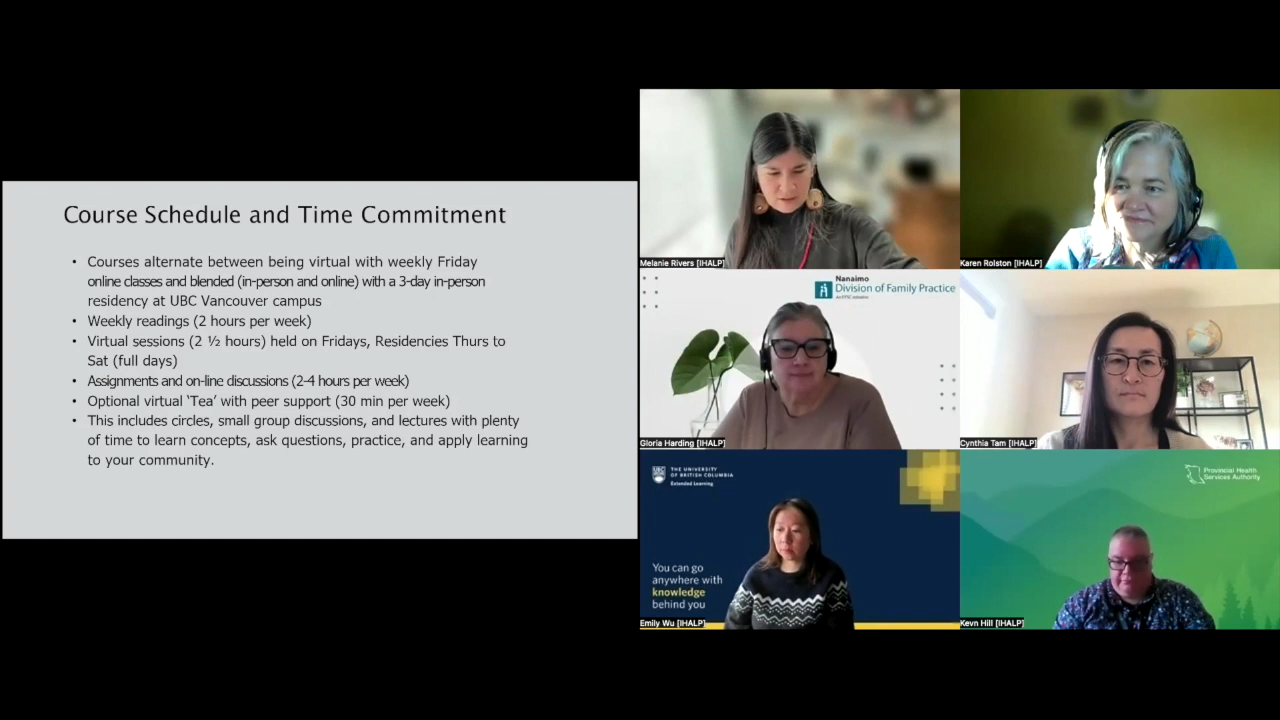 Course Schedule and Time Commitment
• Courses alternate between being virtual with weekly Friday
online classes and blended (in-person and online) with a 3-day in-person
residency at UBC Vancouver campus
• Weekly readings (2 hours per week)
• Virtual sessions (2 ½ hours) held on Fridays, Residencies Thurs to
Sat (full days)
• Assignments and on-line discussions (2-4 hours per week)
• Optional virtual ‘Tea’ with peer support (30 min per week)
• This includes circles, small group discussions, and lectures with plenty
of time to learn concepts, ask questions, practice, and apply learning
to your community.
Melanie Rivers [IHALP]
Karen Rolston [IHALP]
Nanaimo
Division of Family Practice
Gloria Harding [IHALP]
Cynthia Tam [IHALP]
UBC
THE UNIVERSITY
OF BRITISH COLUMBIA
Extended Learning
You can go
anywhere with
knowledge
behind you
Emily Wu [IHALP]
Provincial Health
Services Authority
Kevn Hill [IHALP]